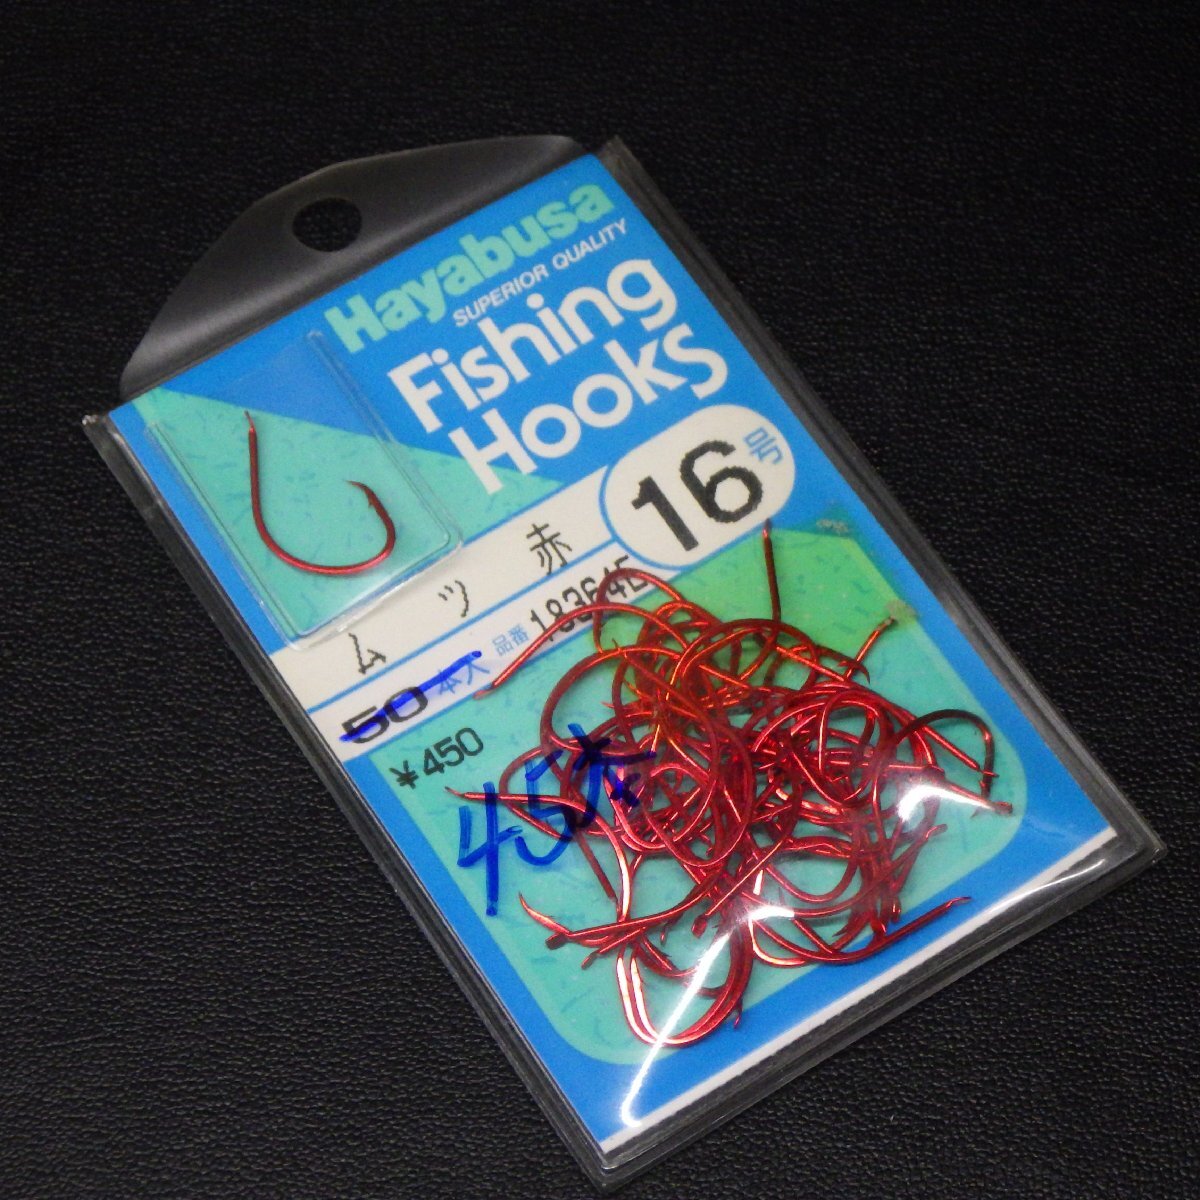 Hayabusa
SUPERIOR QUALITY
Fishing
Hooks
16号
ムツ 赤
50本入 品番 18364E
¥450
45本